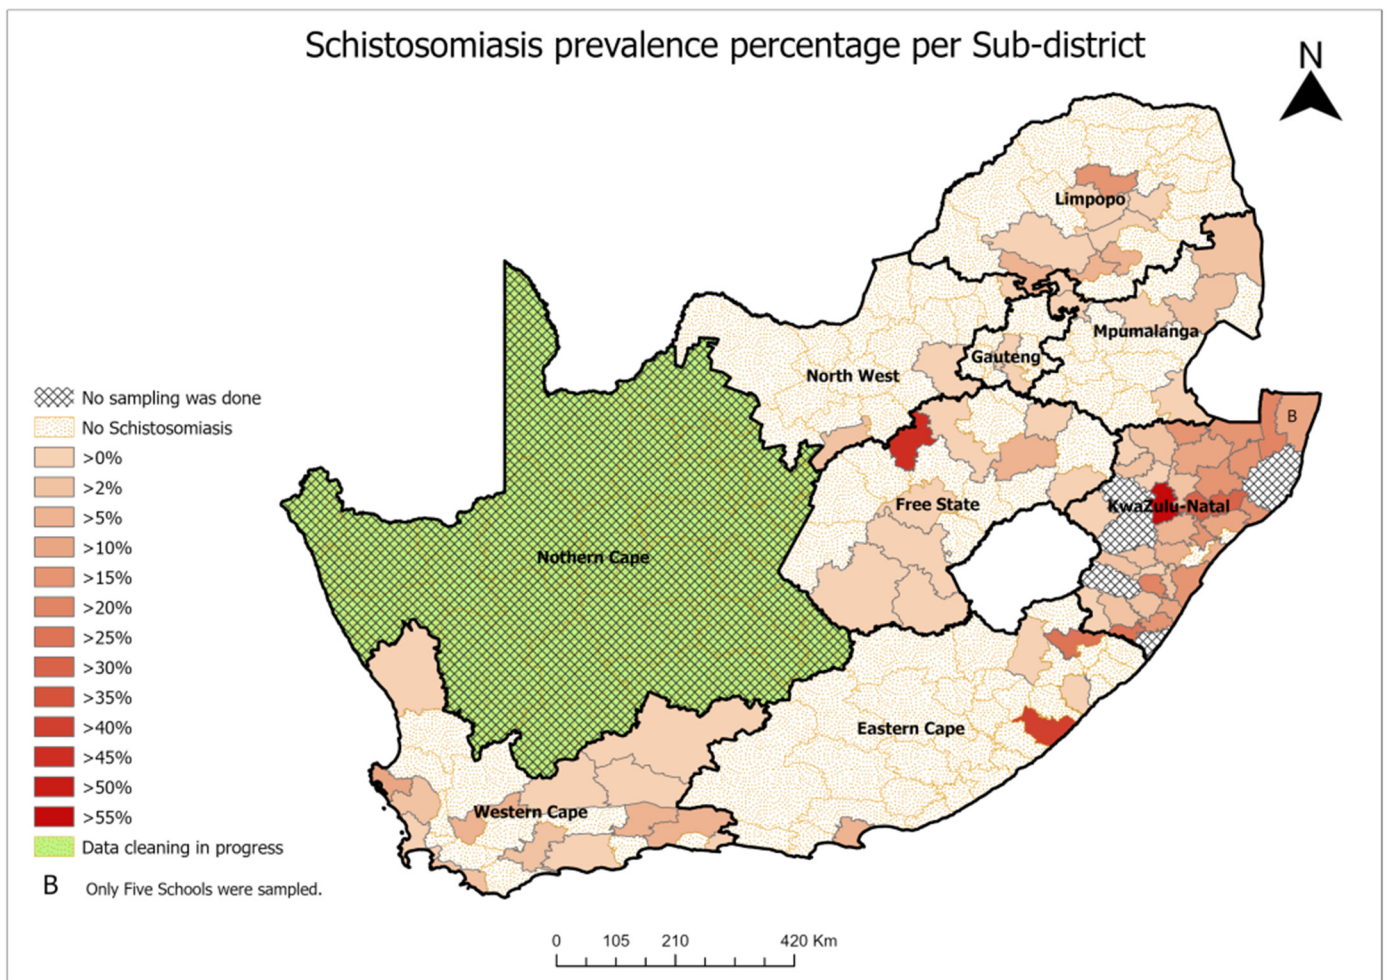 Schistosomiasis prevalence percentage per Sub-district
N
Limpopo
Mpumalanga
Gauteng
North West
B
Free State
KwaZulu-Natal
Nothern Cape
Eastern Cape
Western Cape
No sampling was done
No Schistosomiasis
>0%
>2%
>5%
>10%
>15%
>20%
>25%
>30%
>35%
>40%
>45%
>50%
>55%
Data cleaning in progress
B Only Five Schools were sampled.
0 105 210 420 Km